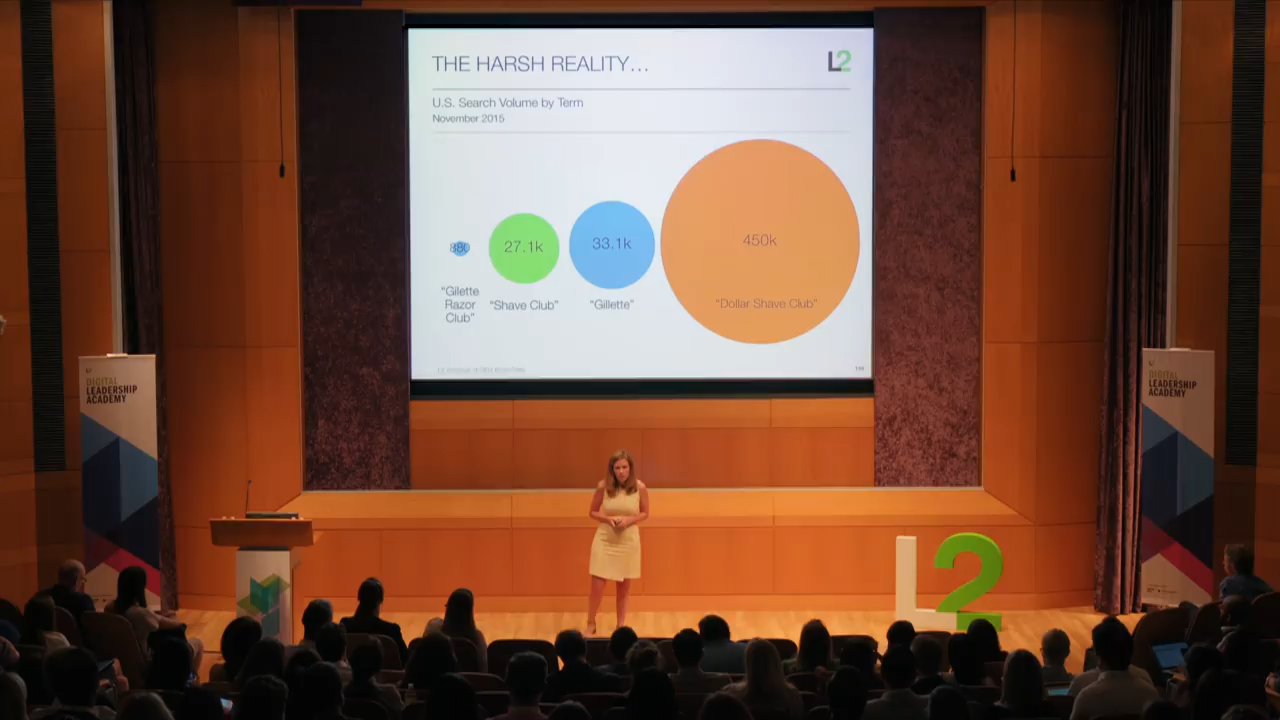 THE HARSH REALITY...
L2
U.S. Search Volume by Term
November 2015
880
27.1k
33.1k
450k
"Gilette
Razor
Club"
"Shave Club"
"Gillette"
"Dollar Shave Club"
DIGITAL
LEADERSHIP
ACADEMY
DIGITAL
LEADERSHIP
ACADEMY
L2